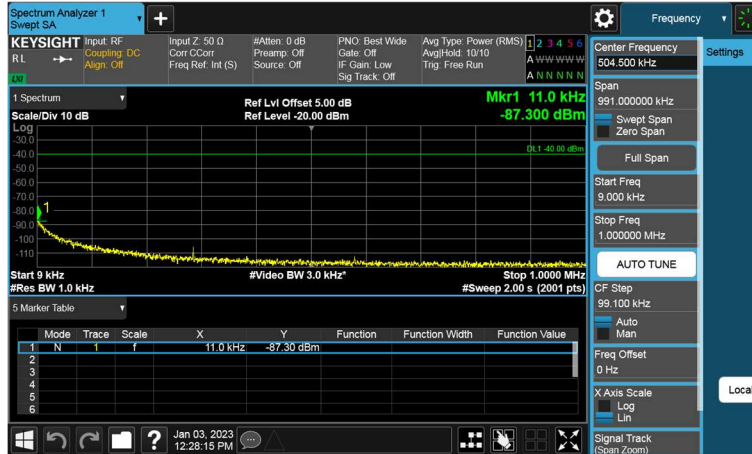 Spectrum Analyzer 1
Swept SA
Frequency
KEYSIGHT
RL
LXI
Input: RF
Coupling: DC
Align: Off
Input Z: 50 Ω
Corr CCorr
Freq Ref: Int (S)
#Atten: 0 dB
Preamp: Off
Source: Off
PNO: Best Wide
Gate: Off
IF Gain: Low
Sig Track: Off
Avg Type: Power (RMS)
Avg|Hold: 10/10
Trig: Free Run
1 2 3 4 5 6
A W W W W W
A N N N N N
Center Frequency
504.500 kHz
Settings
1 Spectrum
Scale/Div 10 dB
Ref Lvl Offset 5.00 dB
Ref Level -20.00 dBm
Mkr1 11.0 kHz
-87.300 dBm
Span
991.000000 kHz
Swept Span
Zero Span
Log
-30.0
-40.0
-50.0
-60.0
-70.0
-80.0
-90.0
-100
-110
DL1 -40.00 dBm
1
Full Span
Start Freq
9.000 kHz
Stop Freq
1.000000 MHz
AUTO TUNE
Start 9 kHz
#Res BW 1.0 kHz
#Video BW 3.0 kHz*
Stop 1.0000 MHz
#Sweep 2.00 s (2001 pts)
CF Step
99.100 kHz
Auto
Man
5 Marker Table
Mode Trace Scale X Y Function Function Width Function Value
1 N 1 f 11.0 kHz -87.30 dBm
2
3
4
5
6
Freq Offset
0 Hz
X Axis Scale
Log
Lin
Local
Signal Track
(Span Zoom)
Jan 03, 2023
12:28:15 PM